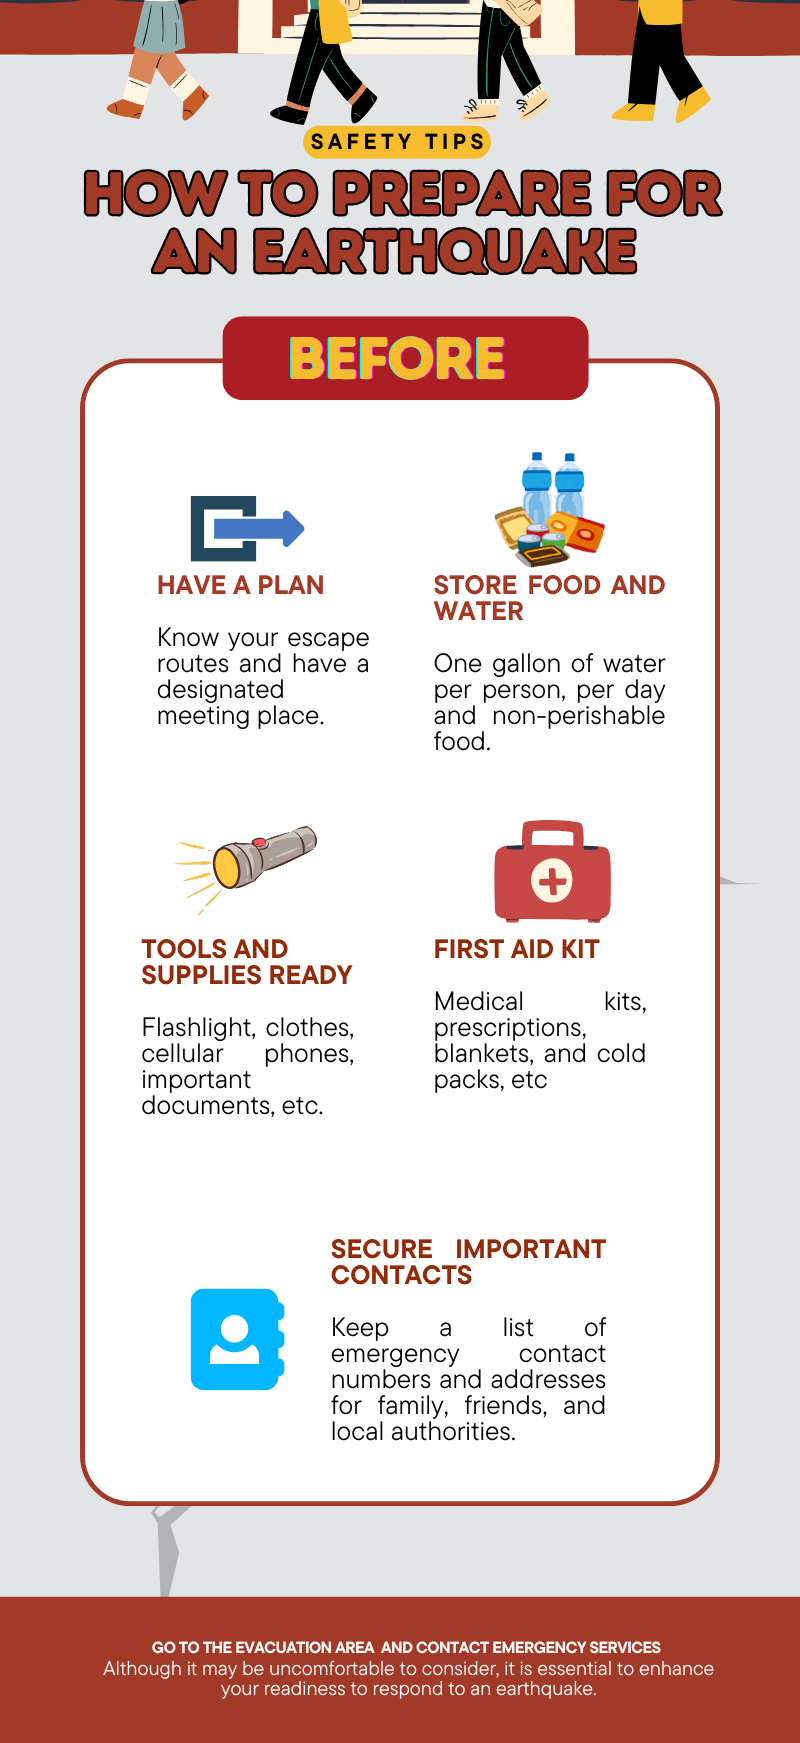 SAFETY TIPS
HOW TO PREPARE FOR
AN EARTHQUAKE
BEFORE
HAVE A PLAN
Know your escape
routes and have a
designated
meeting place.
STORE FOOD AND
WATER
One gallon of water
per person, per day
and non-perishable
food.
TOOLS AND
SUPPLIES READY
Flashlight, clothes,
cellular phones,
important
documents, etc.
FIRST AID KIT
Medical kits,
prescriptions,
blankets, and cold
packs, etc
SECURE IMPORTANT
CONTACTS
Keep a list of
emergency contact
numbers and addresses
for family, friends, and
local authorities.
GO TO THE EVACUATION AREA AND CONTACT EMERGENCY SERVICES
Although it may be uncomfortable to consider, it is essential to enhance
your readiness to respond to an earthquake.